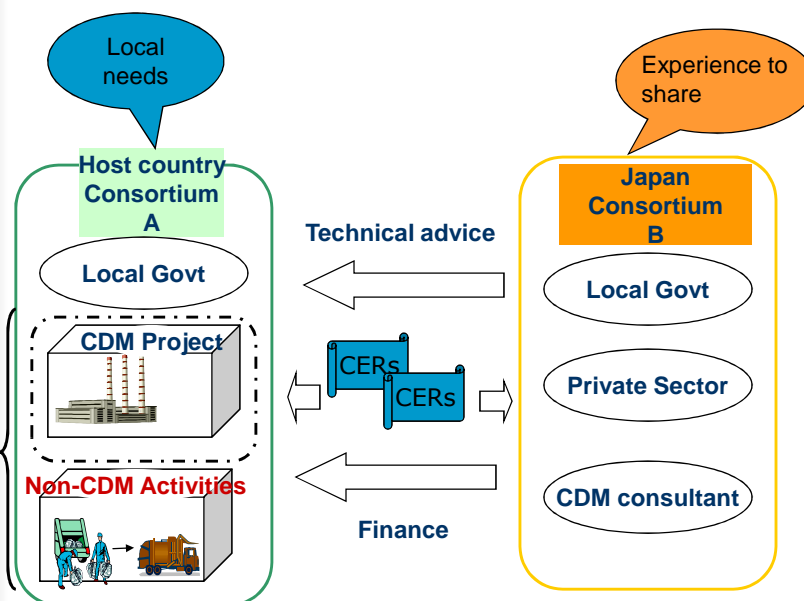 Local
needs
Experience to
share
Host country
Consortium
A
Japan
Consortium
B
Technical advice
Local Govt
Local Govt
CDM Project
CERs
CERs
Private Sector
Non-CDM Activities
CDM consultant
Finance